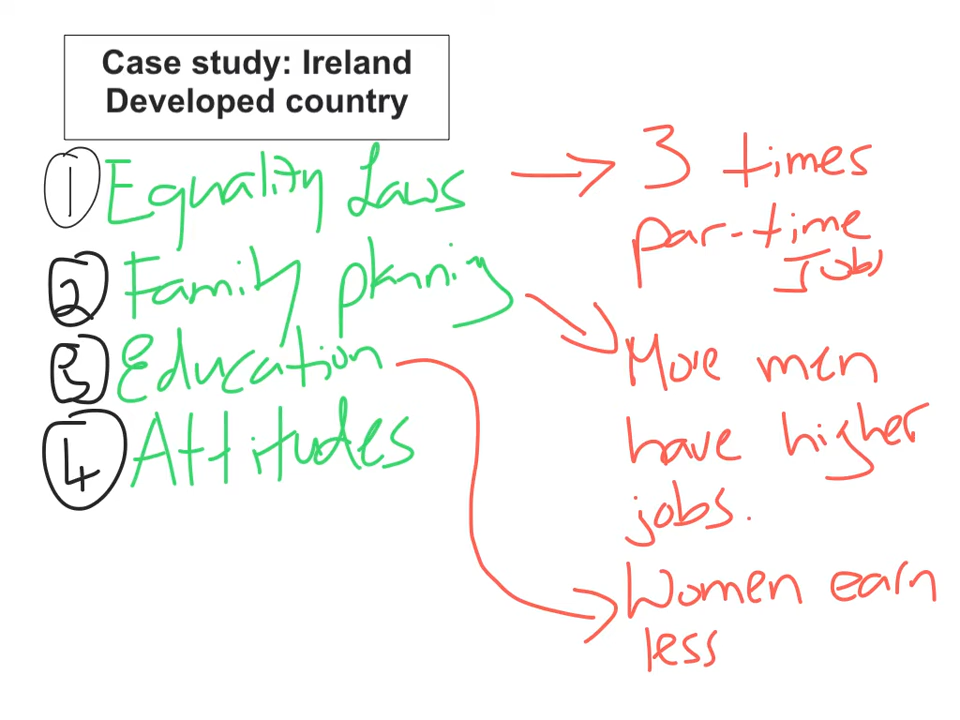 Case study: Ireland
Developed country
1 Equality Laws → 3 times
par-time
Jobs
2 Family planning → More men
have higher
jobs.
3 Education → Women earn
less
4 Attitudes